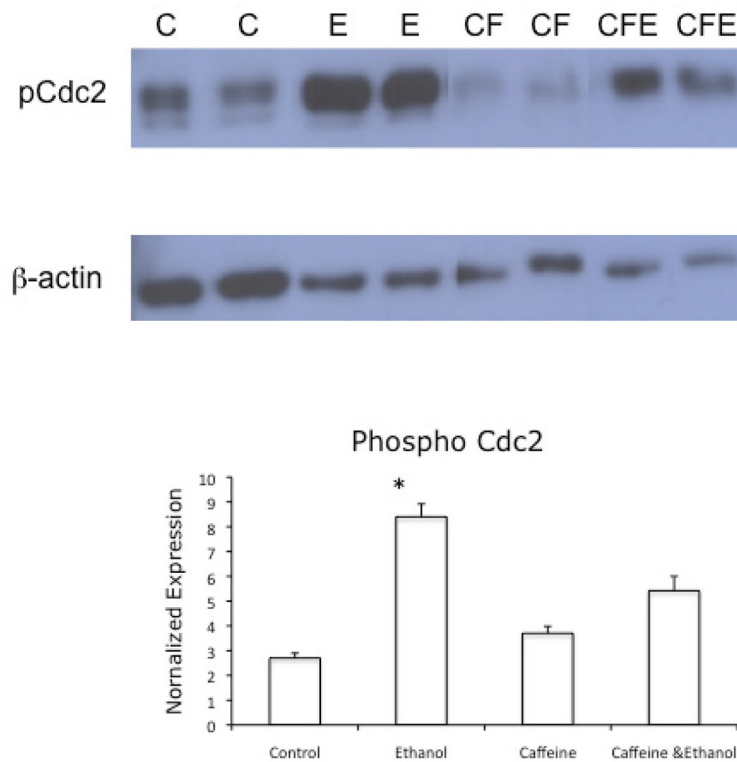 C C E E CF CF CFE CFE
pCdc2
β-actin
Phospho Cdc2
*
10
9
8
7
6
5
4
3
2
1
0
Nornalized Expression
Control Ethanol Caffeine Caffeine &Ethanol